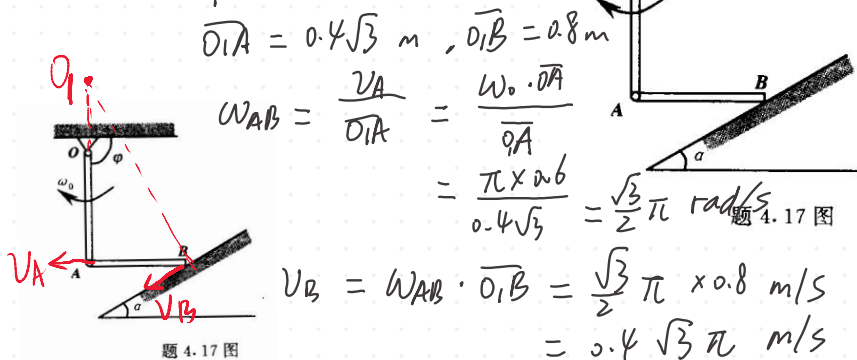 O₁A = 0.4√3 m , O₁B = 0.8 m
ω_AB = v_A / O₁A = ω₀ · OA / O₁A
= π × 0.6 / 0.4√3 = √3/2 π rad/s
v_B = ω_AB · O₁B = √3/2 π × 0.8 m/s
= 0.4 √3 π m/s
O₁
O
φ
ω₀
v_A
A
B
v_B
α
题 4.17 图
A
B
α
题 4.17 图